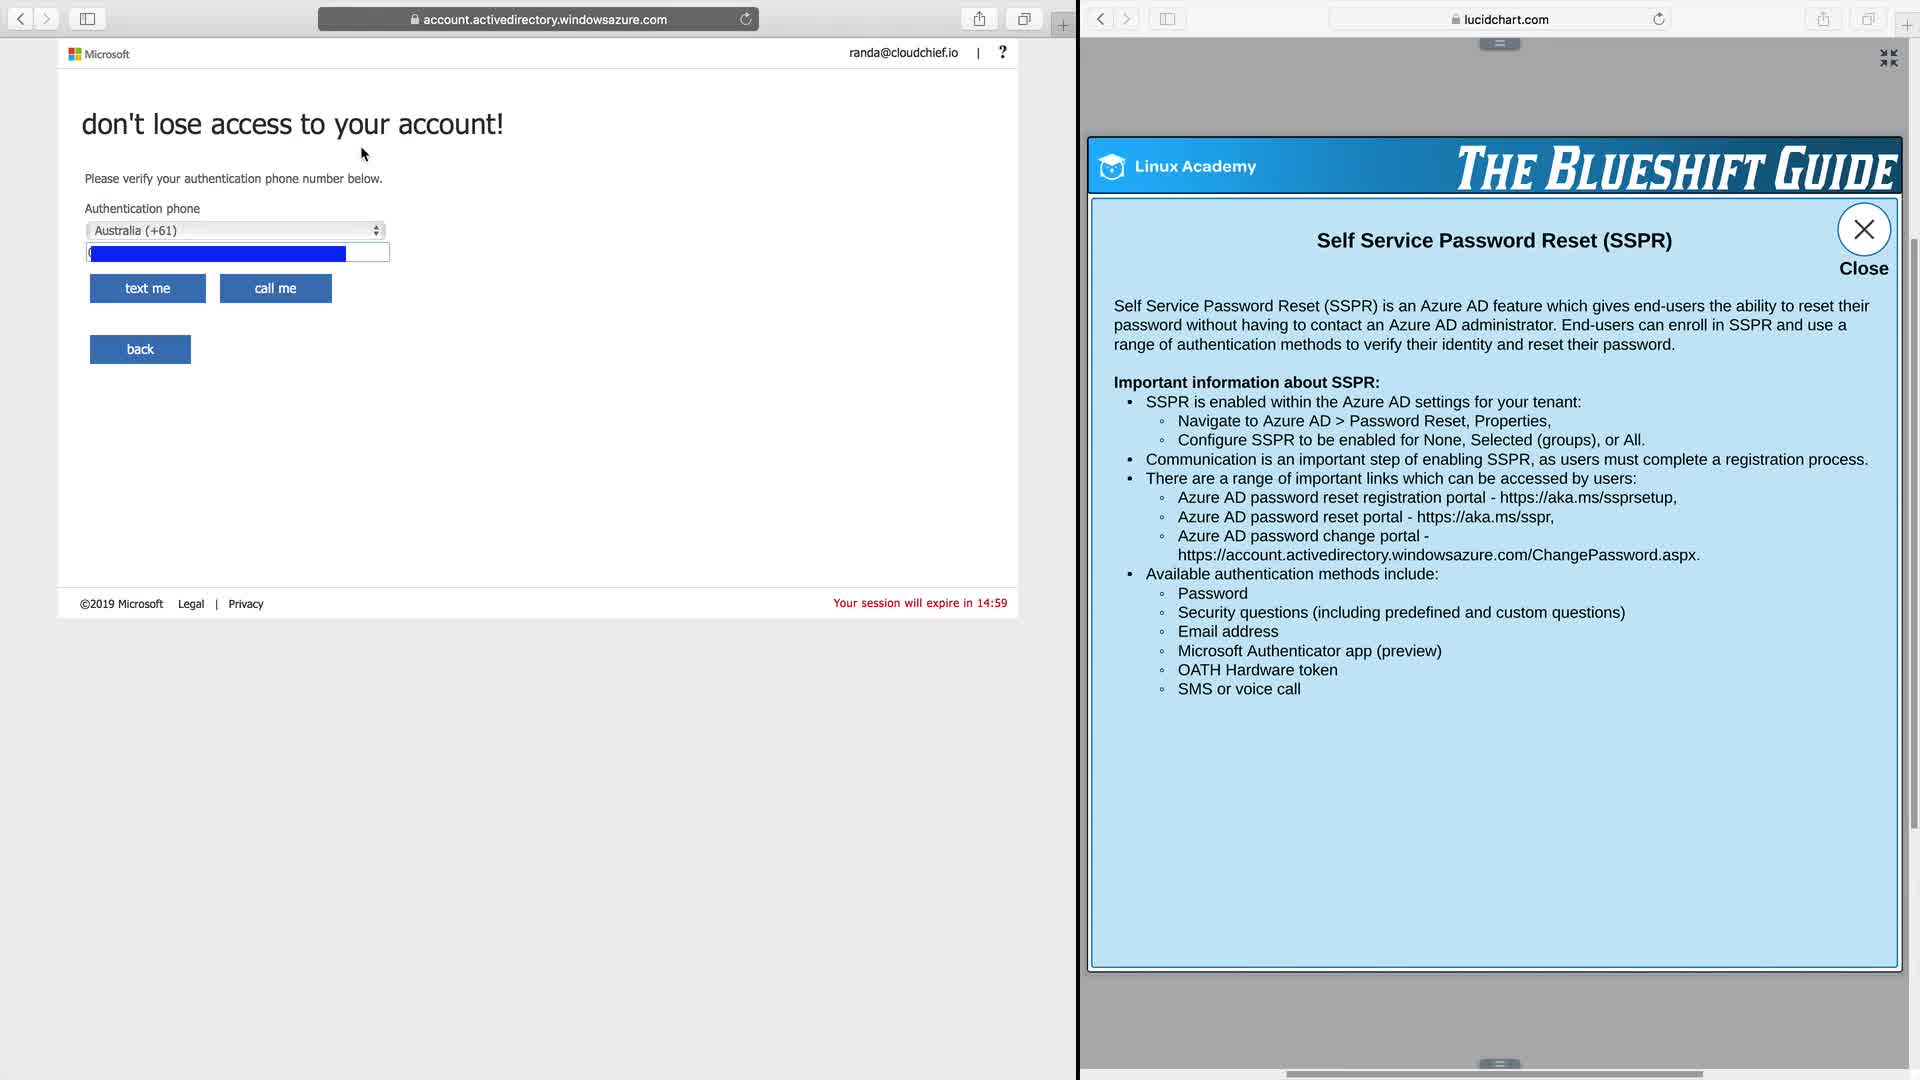 account.activedirectory.windowsazure.com
Microsoft
randa@cloudchief.io | ?
don't lose access to your account!
Please verify your authentication phone number below.
Authentication phone
Australia (+61)
text me
call me
back
©2019 Microsoft Legal | Privacy
Your session will expire in 14:59
lucidchart.com
Linux Academy
THE BLUESHIFT GUIDE
Self Service Password Reset (SSPR)
Close
Self Service Password Reset (SSPR) is an Azure AD feature which gives end-users the ability to reset their
password without having to contact an Azure AD administrator. End-users can enroll in SSPR and use a
range of authentication methods to verify their identity and reset their password.
Important information about SSPR:
• SSPR is enabled within the Azure AD settings for your tenant:
◦ Navigate to Azure AD > Password Reset, Properties,
◦ Configure SSPR to be enabled for None, Selected (groups), or All.
• Communication is an important step of enabling SSPR, as users must complete a registration process.
• There are a range of important links which can be accessed by users:
◦ Azure AD password reset registration portal - https://aka.ms/ssprsetup,
◦ Azure AD password reset portal - https://aka.ms/sspr,
◦ Azure AD password change portal -
https://account.activedirectory.windowsazure.com/ChangePassword.aspx.
• Available authentication methods include:
◦ Password
◦ Security questions (including predefined and custom questions)
◦ Email address
◦ Microsoft Authenticator app (preview)
◦ OATH Hardware token
◦ SMS or voice call